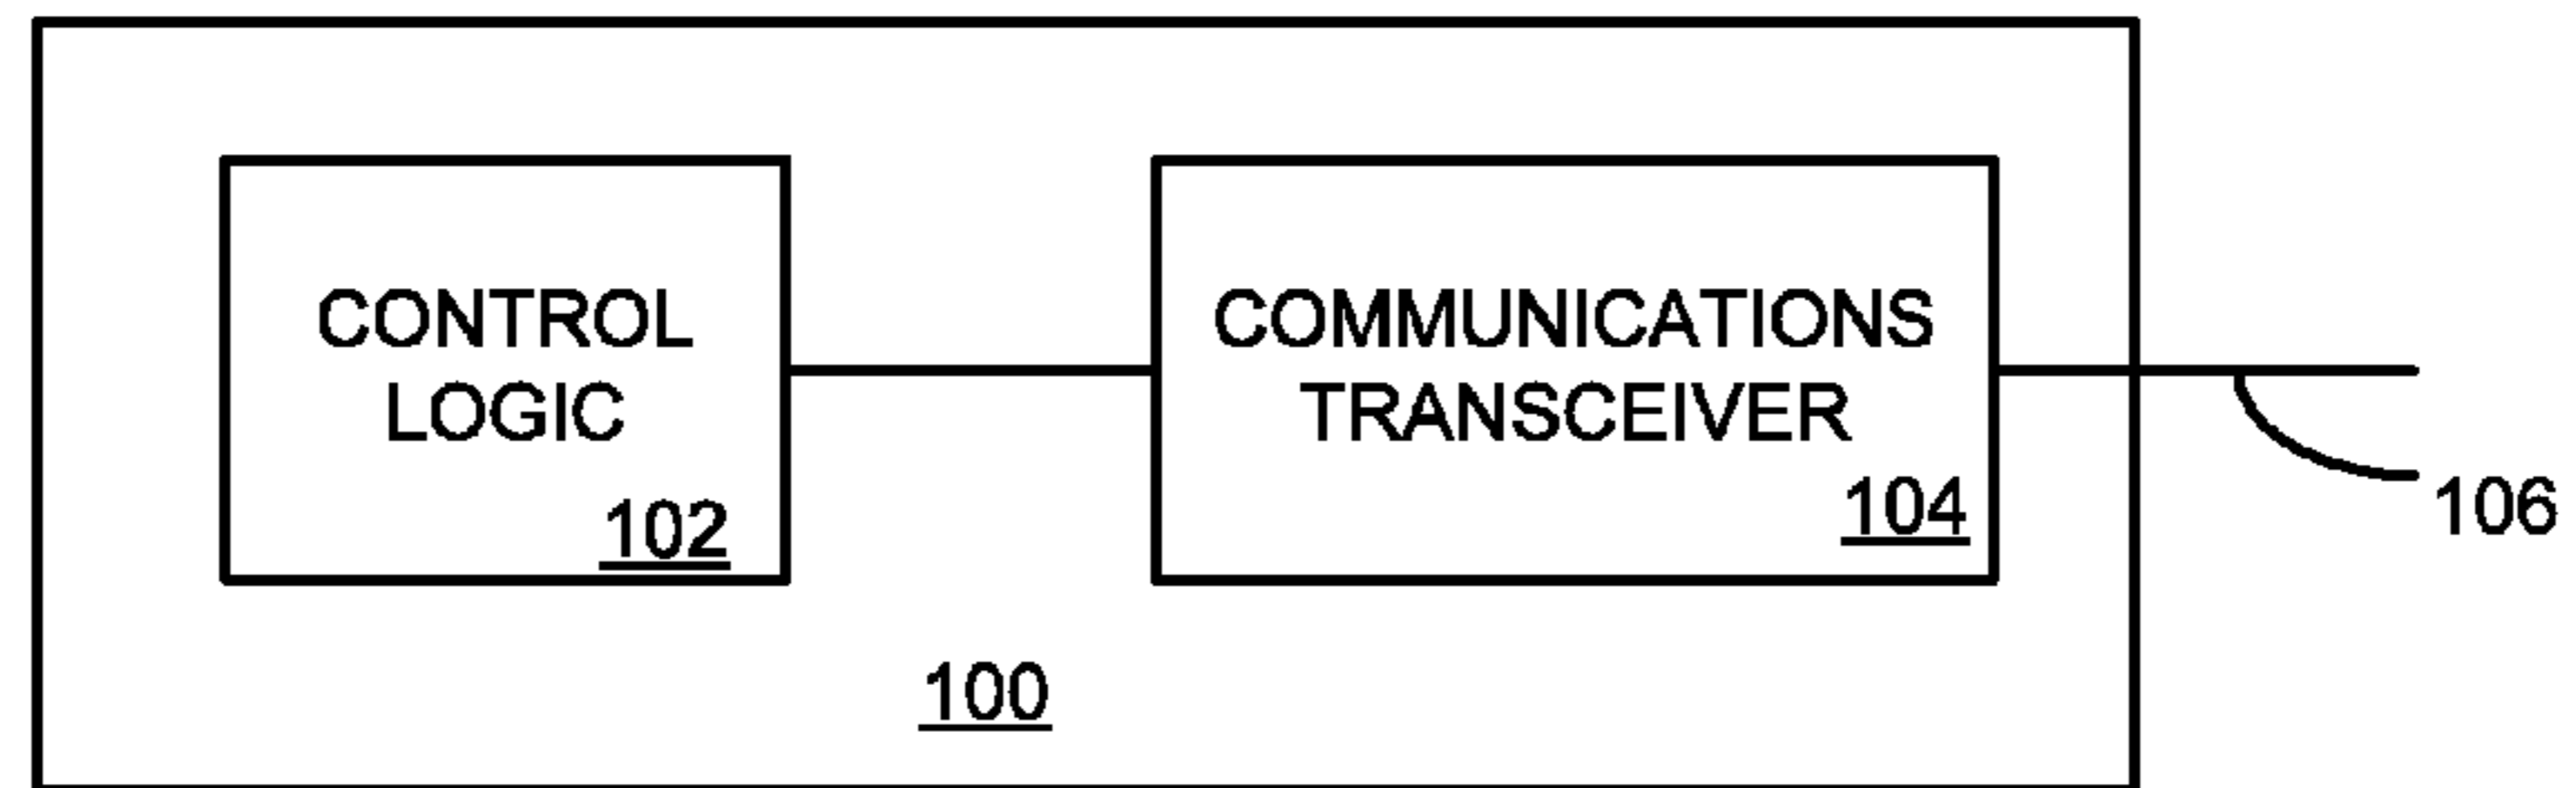 CONTROL
LOGIC
102
COMMUNICATIONS
TRANSCEIVER
104
106
100